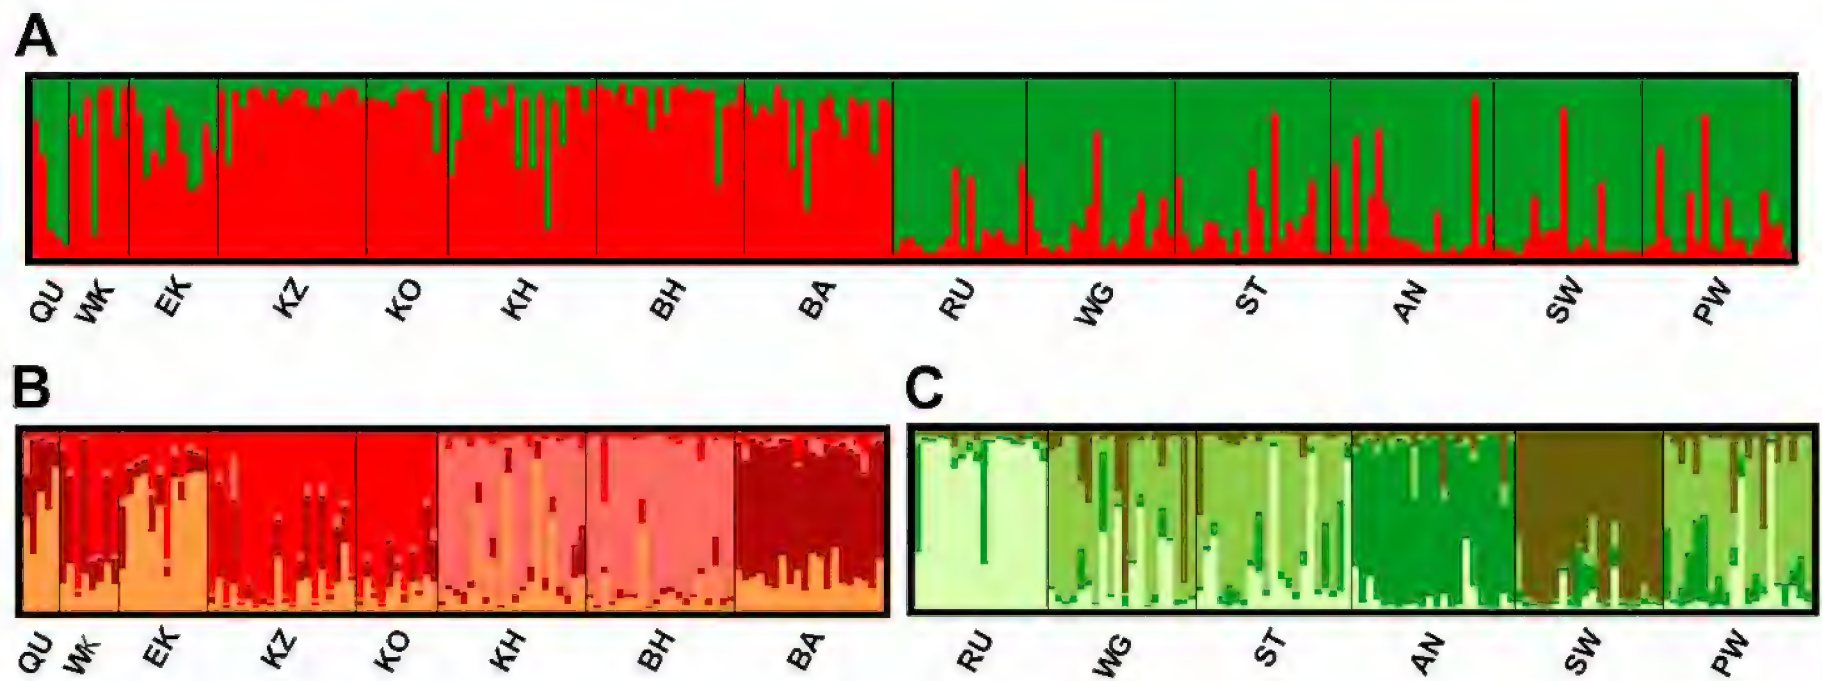 A
QU WK EK KZ KO KH BH BA RU WG ST AN SW PW
B C
QU WK EK KZ KO KH BH BA RU WG ST AN SW PW